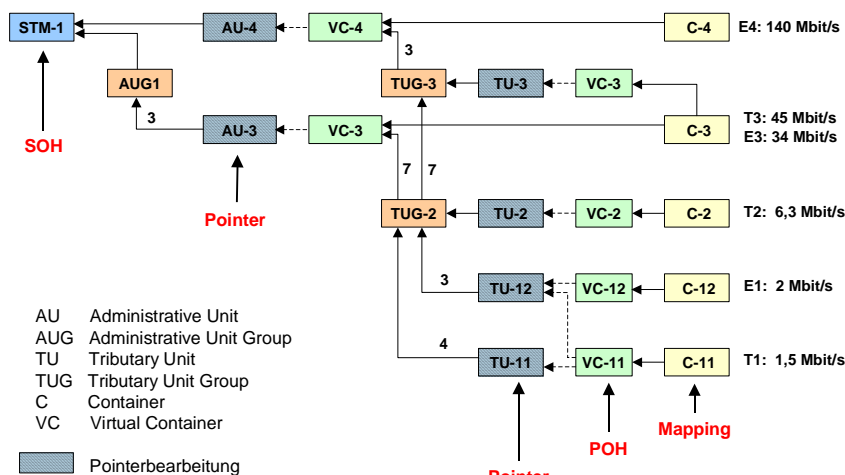 STM-1 AU-4 VC-4 C-4 E4: 140 Mbit/s
3
AUG1 TUG-3 TU-3 VC-3
3 AU-3 VC-3 C-3 T3: 45 Mbit/s
E3: 34 Mbit/s
SOH
7 7
Pointer
TUG-2 TU-2 VC-2 C-2 T2: 6,3 Mbit/s
3 TU-12 VC-12 C-12 E1: 2 Mbit/s
4 TU-11 VC-11 C-11 T1: 1,5 Mbit/s
AU Administrative Unit
AUG Administrative Unit Group
TU Tributary Unit
TUG Tributary Unit Group
C Container
VC Virtual Container
Pointerbearbeitung
Pointer
POH
Mapping